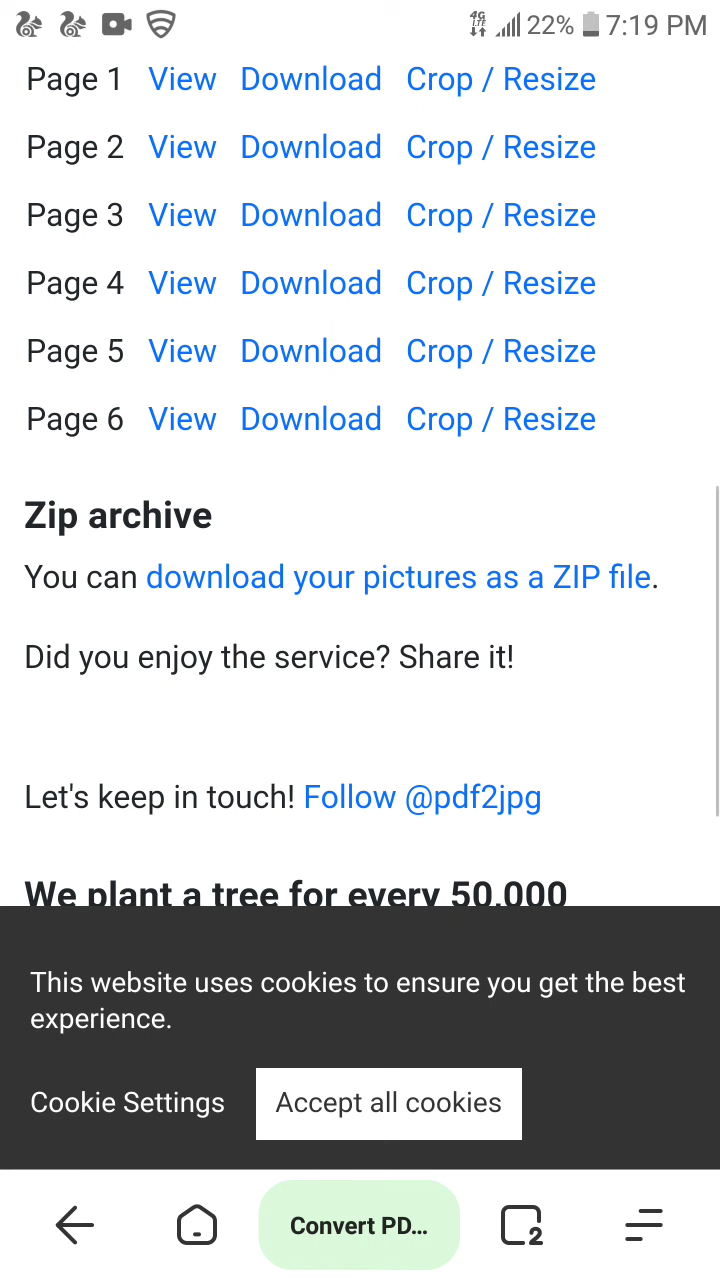 4G LTE 22% 7:19 PM
Page 1 View Download Crop / Resize
Page 2 View Download Crop / Resize
Page 3 View Download Crop / Resize
Page 4 View Download Crop / Resize
Page 5 View Download Crop / Resize
Page 6 View Download Crop / Resize
Zip archive
You can download your pictures as a ZIP file.
Did you enjoy the service? Share it!
Let's keep in touch! Follow @pdf2jpg
We plant a tree for every 50,000
This website uses cookies to ensure you get the best
experience.
Cookie Settings Accept all cookies
Convert PD... 2